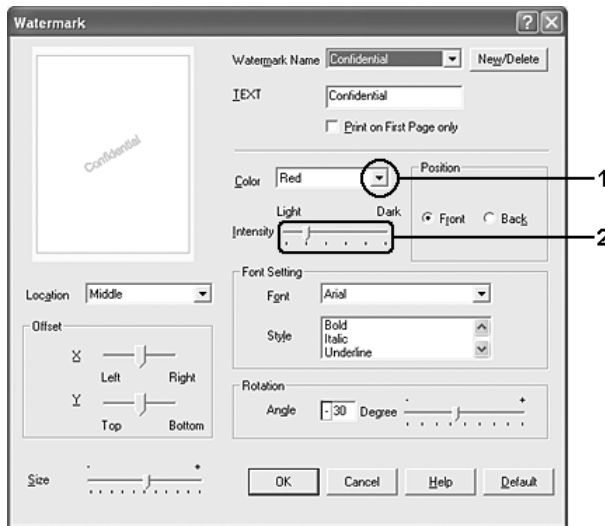 Watermark
Confidential
Watermark Name Confidential New/Delete
TEXT Confidential
Print on First Page only
Color Red
1
Position
Front Back
Light Dark
Intensity
2
Location Middle
Offset
X
Left Right
Y
Top Bottom
Font Setting
Font Arial
Style Bold
Italic
Underline
Rotation
Angle -30 Degree - +
Size - +
OK Cancel Help Default